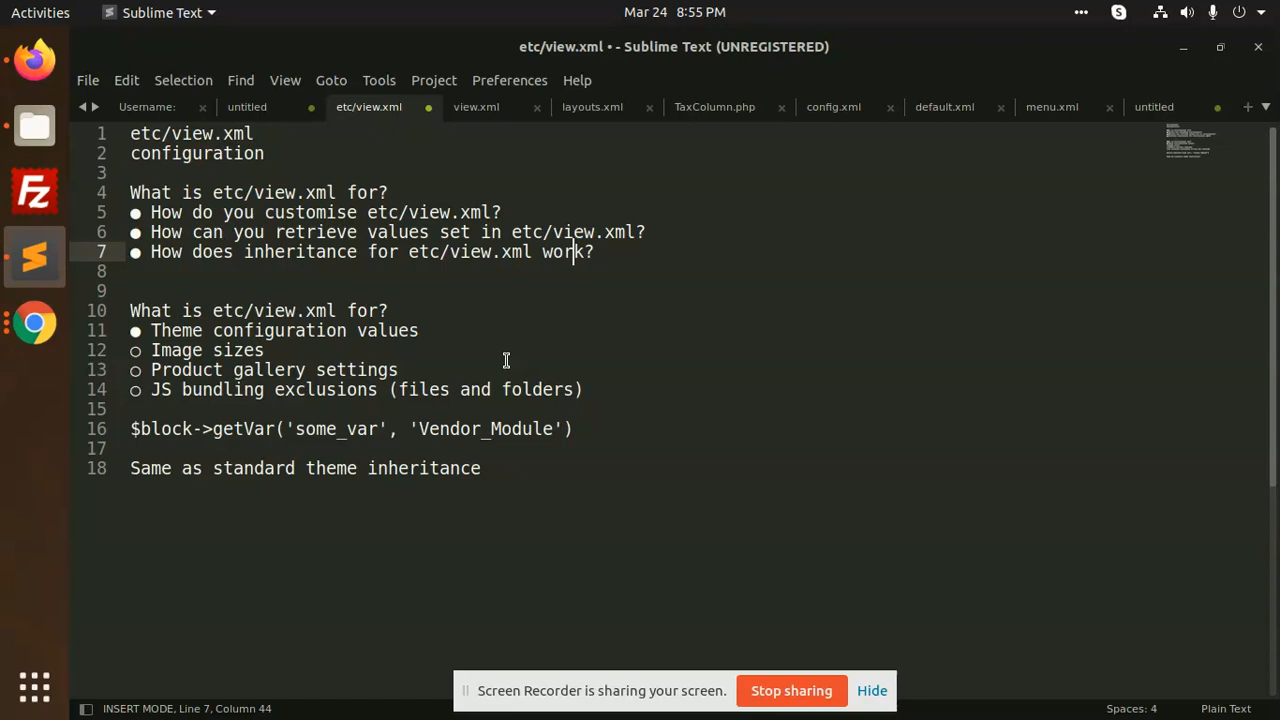 Activities
Sublime Text
Mar 24 8:55 PM
etc/view.xml • - Sublime Text (UNREGISTERED)
File Edit Selection Find View Goto Tools Project Preferences Help
Username: untitled etc/view.xml view.xml layouts.xml TaxColumn.php config.xml default.xml menu.xml untitled
1 etc/view.xml
2 configuration
3
4 What is etc/view.xml for?
5 ● How do you customise etc/view.xml?
6 ● How can you retrieve values set in etc/view.xml?
7 ● How does inheritance for etc/view.xml work?
8
9
10 What is etc/view.xml for?
11 ● Theme configuration values
12 ○ Image sizes
13 ○ Product gallery settings
14 ○ JS bundling exclusions (files and folders)
15
16 $block->getVar('some_var', 'Vendor_Module')
17
18 Same as standard theme inheritance
Screen Recorder is sharing your screen. Stop sharing Hide
INSERT MODE, Line 7, Column 44
Spaces: 4
Plain Text